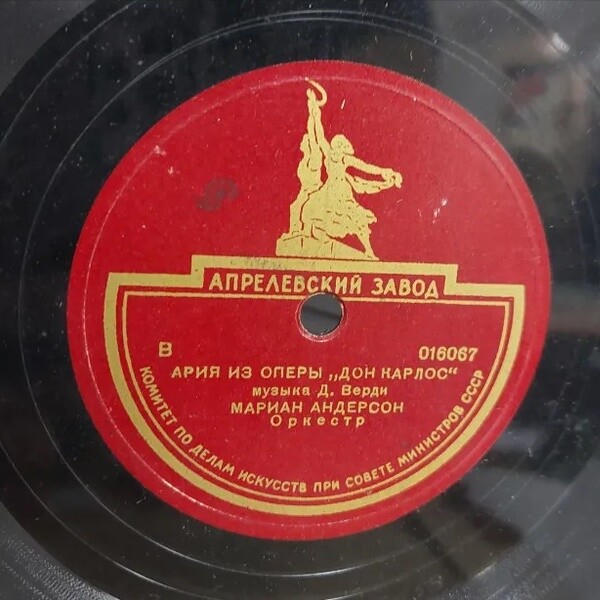 АПРЕЛЕВСКИЙ ЗАВОД
В 016067
АРИЯ ИЗ ОПЕРЫ „ДОН КАРЛОС“
музыка Д. Верди
МАРИАН АНДЕРСОН
Оркестр
КОМИТЕТ ПО ДЕЛАМ ИСКУССТВ ПРИ СОВЕТЕ МИНИСТРОВ СССР